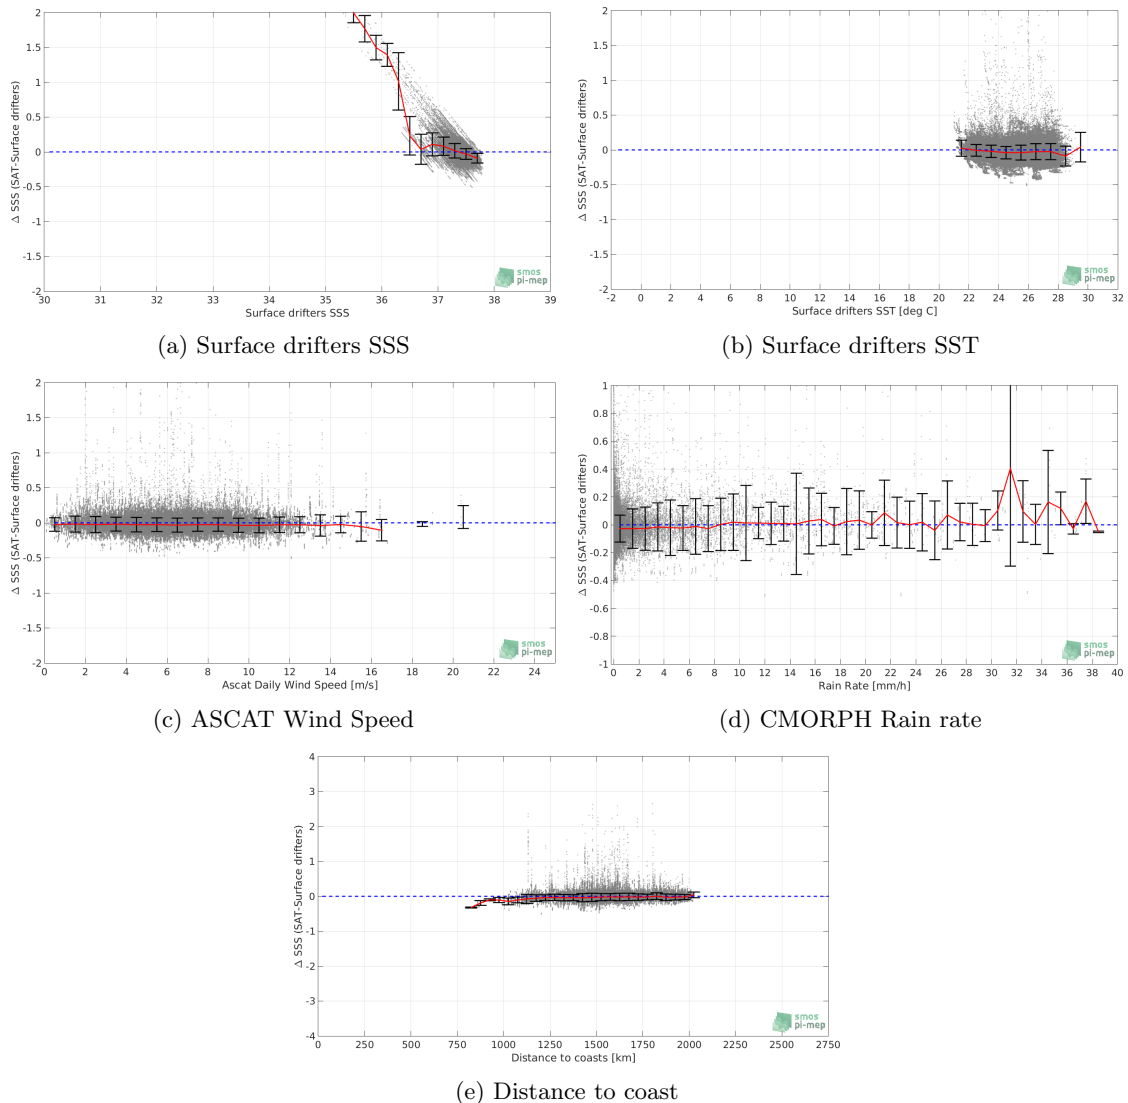 2
1.5
1
0.5
0
-0.5
-1
-1.5
-2
Δ SSS (SAT-Surface drifters)
30 31 32 33 34 35 36 37 38 39
Surface drifters SSS
smos
pi-mep
(a) Surface drifters SSS
2
1.5
1
0.5
0
-0.5
-1
-1.5
-2
Δ SSS (SAT-Surface drifters)
-2 0 2 4 6 8 10 12 14 16 18 20 22 24 26 28 30 32
Surface drifters SST [deg C]
smos
pi-mep
(b) Surface drifters SST
2
1.5
1
0.5
0
-0.5
-1
1.5
-2
Δ SSS (SAT-Surface drifters)
0 2 4 6 8 10 12 14 16 18 20 22 24
Ascat Daily Wind Speed [m/s]
smos
pi-mep
(c) ASCAT Wind Speed
1
0.8
0.6
0.4
0.2
0
-0.2
-0.4
-0.6
-0.8
-1
Δ SSS (SAT-Surface drifters)
0 2 4 6 8 10 12 14 16 18 20 22 24 26 28 30 32 34 36 38 40
Rain Rate [mm/h]
smos
pi-mep
(d) CMORPH Rain rate
4
3
2
1
0
-1
-2
-3
-4
Δ SSS (SAT-Surface drifters)
0 250 500 750 1000 1250 1500 1750 2000 2250 2500 2750
Distance to coasts [km]
smos
pi-mep
(e) Distance to coast